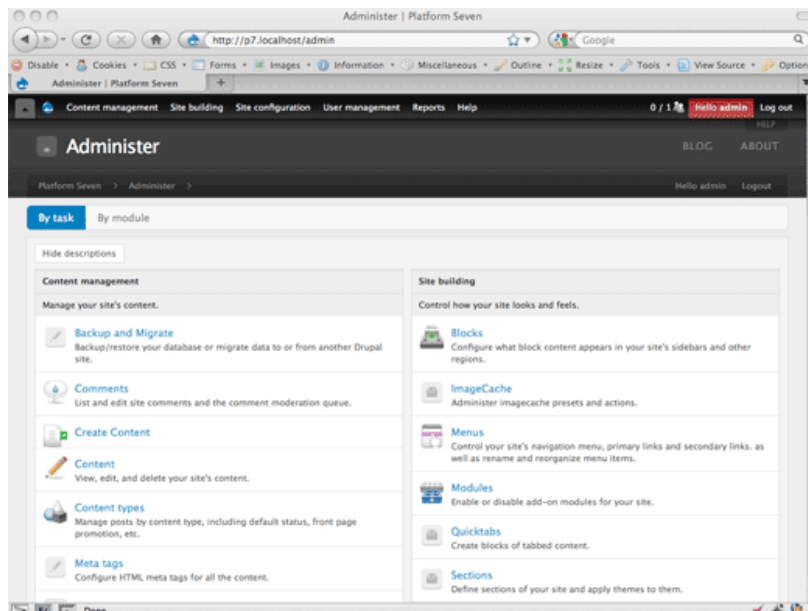 Administer | Platform Seven
http://p7.localhost/admin
Google
Disable Cookies CSS Forms Images Information Miscellaneous Outline Resize Tools View Source Option
Administer | Platform Seven +
Content management Site building Site configuration User management Reports Help 0 / 1 Hello admin Log out
HELP
Administer BLOG ABOUT
Platform Seven > Administer > Hello admin Logout
By task By module
Hide descriptions
Content management
Manage your site's content.
Backup and Migrate
Backup/restore your database or migrate data to or from another Drupal
site.
Comments
List and edit site comments and the comment moderation queue.
Create Content
Content
View, edit, and delete your site's content.
Content types
Manage posts by content type, including default status, front page
promotion, etc.
Meta tags
Configure HTML meta tags for all the content.
Site building
Control how your site looks and feels.
Blocks
Configure what block content appears in your site's sidebars and other
regions.
ImageCache
Administer imagecache presets and actions.
Menus
Control your site's navigation menu, primary links and secondary links. as
well as rename and reorganize menu items.
Modules
Enable or disable add-on modules for your site.
Quicktabs
Create blocks of tabbed content.
Sections
Define sections of your site and apply themes to them.
Done